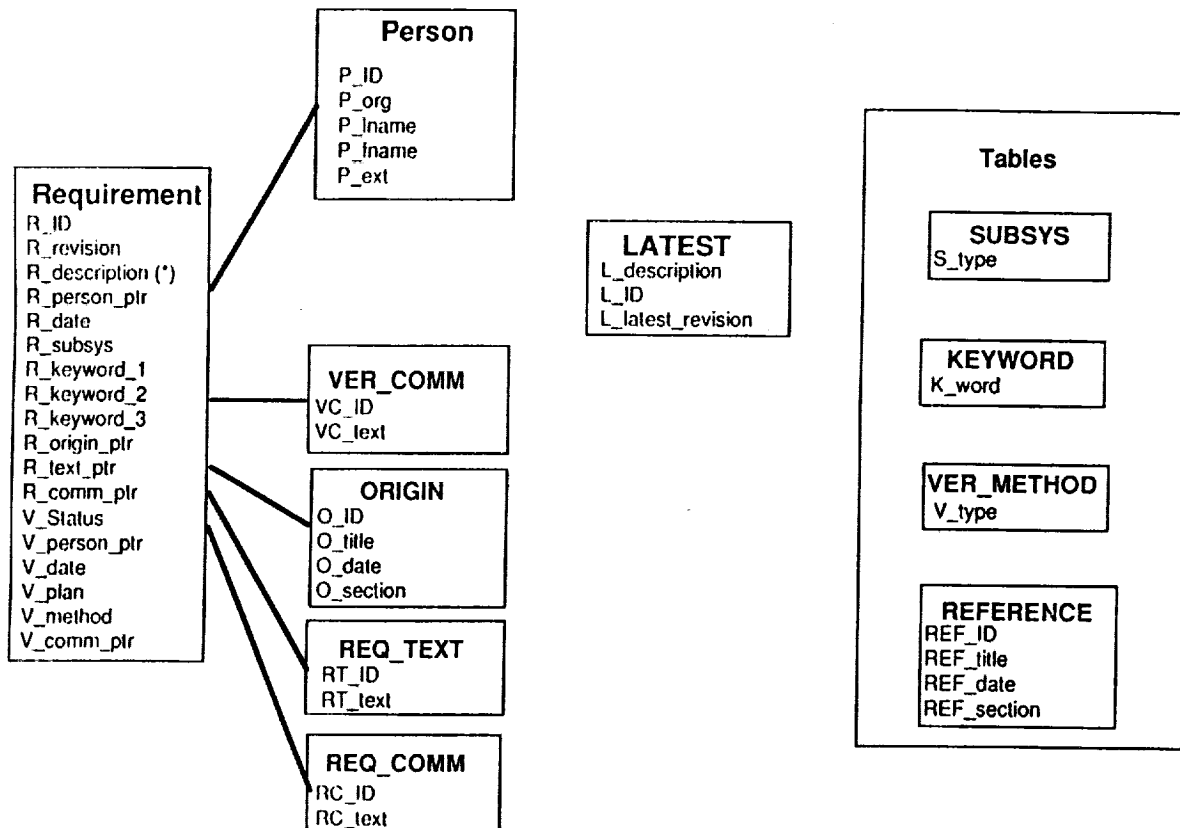 Person
P_ID
P_org
P_lname
P_fname
P_ext
Requirement
R_ID
R_revision
R_description (*)
R_person_ptr
R_date
R_subsys
R_keyword_1
R_keyword_2
R_keyword_3
R_origin_ptr
R_text_ptr
R_comm_ptr
V_Status
V_person_ptr
V_date
V_plan
V_method
V_comm_ptr
VER_COMM
VC_ID
VC_text
ORIGIN
O_ID
O_title
O_date
O_section
REQ_TEXT
RT_ID
RT_text
REQ_COMM
RC_ID
RC_text
LATEST
L_description
L_ID
L_latest_revision
Tables
SUBSYS
S_type
KEYWORD
K_word
VER_METHOD
V_type
REFERENCE
REF_ID
REF_title
REF_date
REF_section